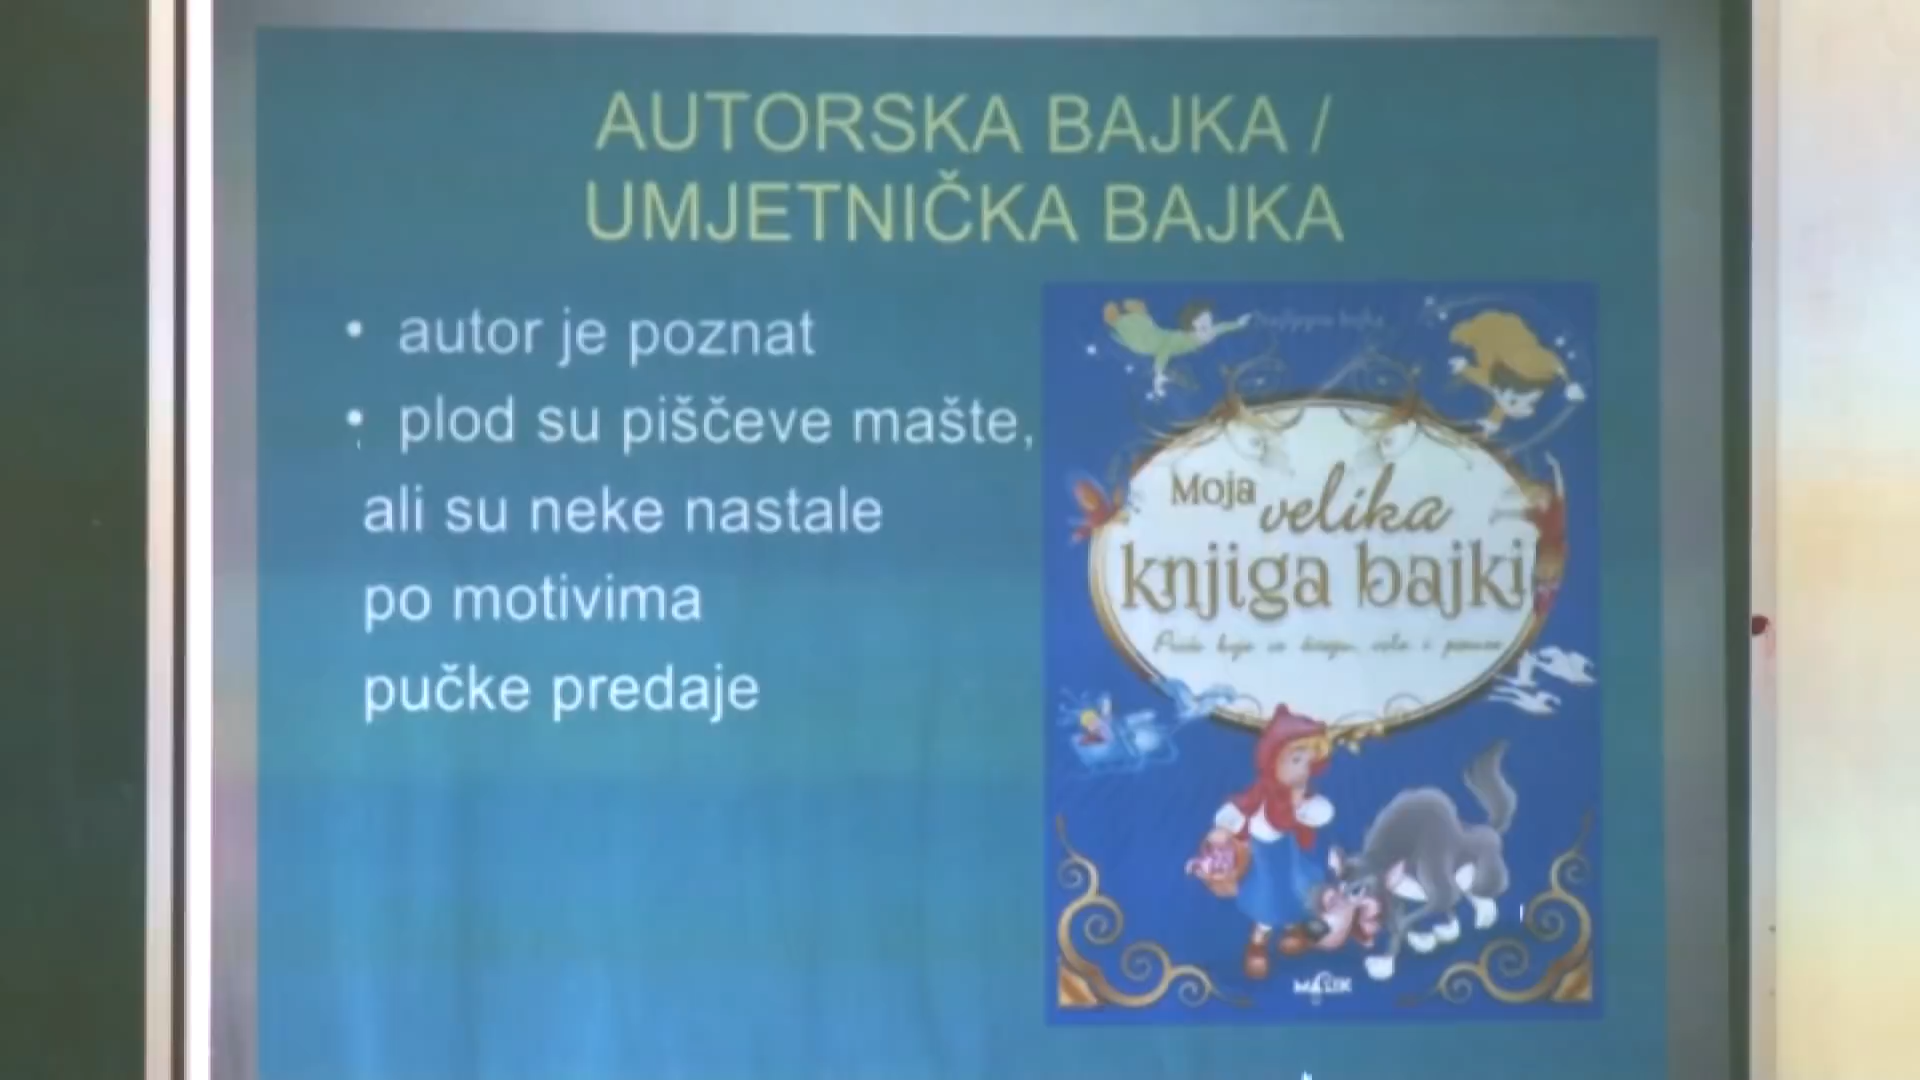 AUTORSKA BAJKA /
UMJETNIČKA BAJKA
• autor je poznat
• plod su piščeve mašte,
ali su neke nastale
po motivima
pučke predaje
Moja velika
knjiga bajki
MALIK